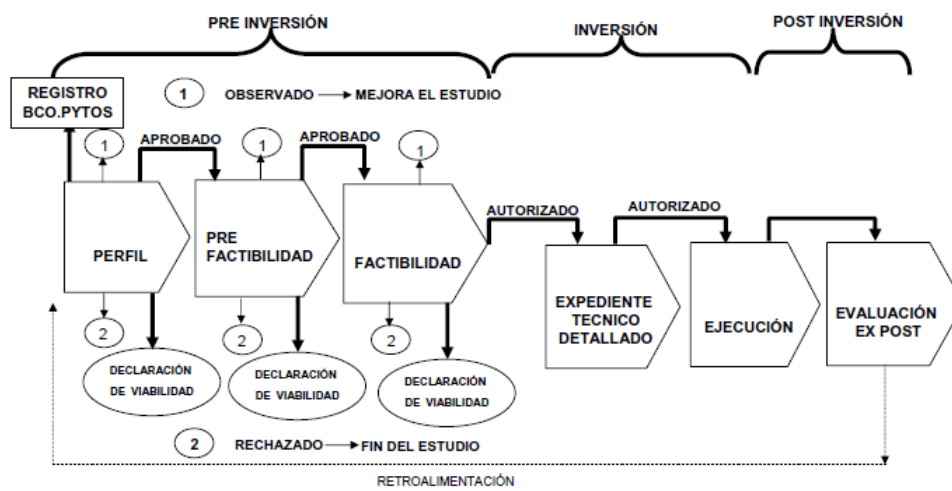 PRE INVERSIÓN
INVERSIÓN
POST INVERSIÓN
REGISTRO
BCO.PYTOS
1
OBSERVADO
MEJORA EL ESTUDIO
1
APROBADO
1
APROBADO
1
PERFIL
PRE
FACTIBILIDAD
FACTIBILIDAD
AUTORIZADO
AUTORIZADO
EXPEDIENTE
TECNICO
DETALLADO
EJECUCIÓN
EVALUACIÓN
EX POST
2
2
2
DECLARACIÓN
DE VIABILIDAD
DECLARACIÓN
DE VIABILIDAD
DECLARACIÓN
DE VIABILIDAD
2
RECHAZADO
FIN DEL ESTUDIO
RETROALIMENTACIÓN